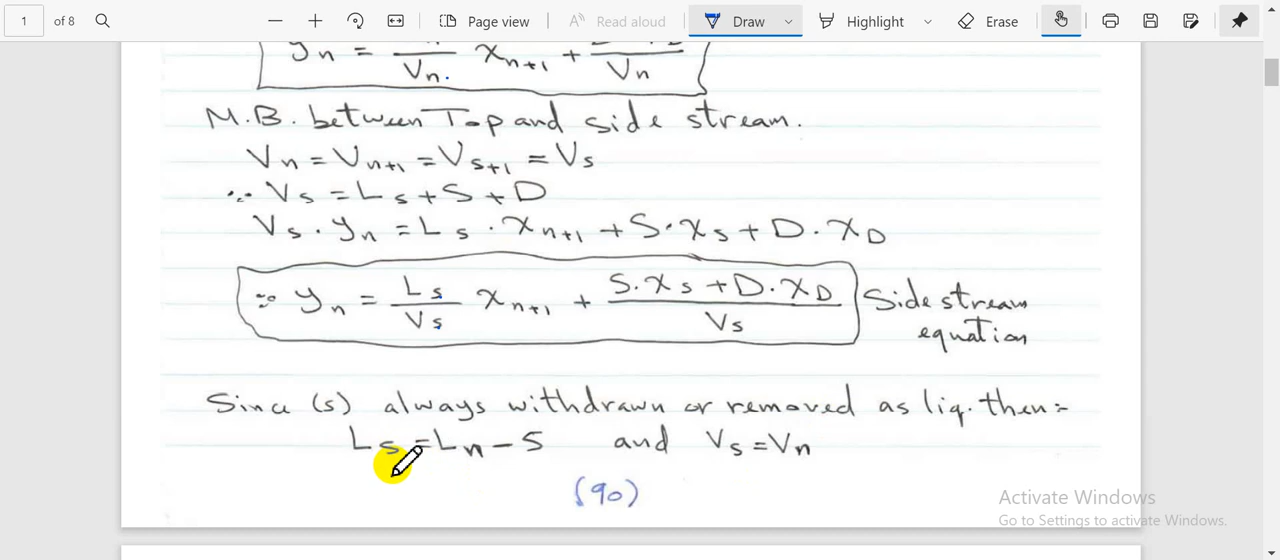 1 of 8 Page view Read aloud Draw Highlight Erase
yn = Vn. xn+1 + Vn
M.B. between Top and side stream.
Vn = Vn+1 = Vs+1 = Vs
∵ Vs = Ls + S + D
Vs . yn = Ls . xn+1 + S . xs + D . xD
∴ yn = Ls/Vs xn+1 + S.xs + D.xD/Vs Side stream
equation
Since (s) always withdrawn or removed as liq. then:-
Ls = Ln - S and Vs = Vn
(90)
Activate Windows
Go to Settings to activate Windows.